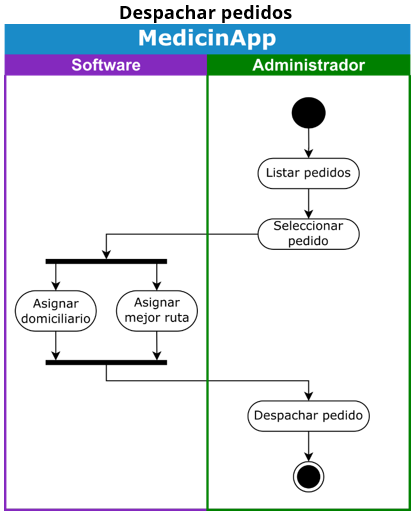 Despachar pedidos
MedicinApp
Software
Administrador
Listar pedidos
Seleccionar
pedido
Asignar
domiciliario
Asignar
mejor ruta
Despachar pedido